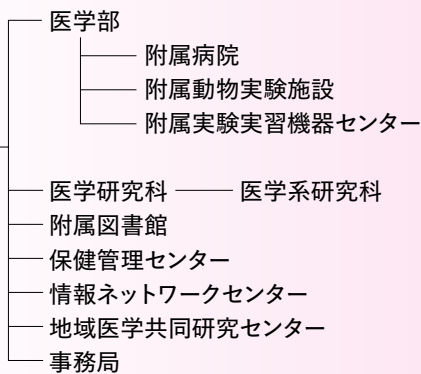 医学部
附属病院
附属動物実験施設
附属実験実習機器センター
医学研究科 医学系研究科
附属図書館
保健管理センター
情報ネットワークセンター
地域医学共同研究センター
事務局